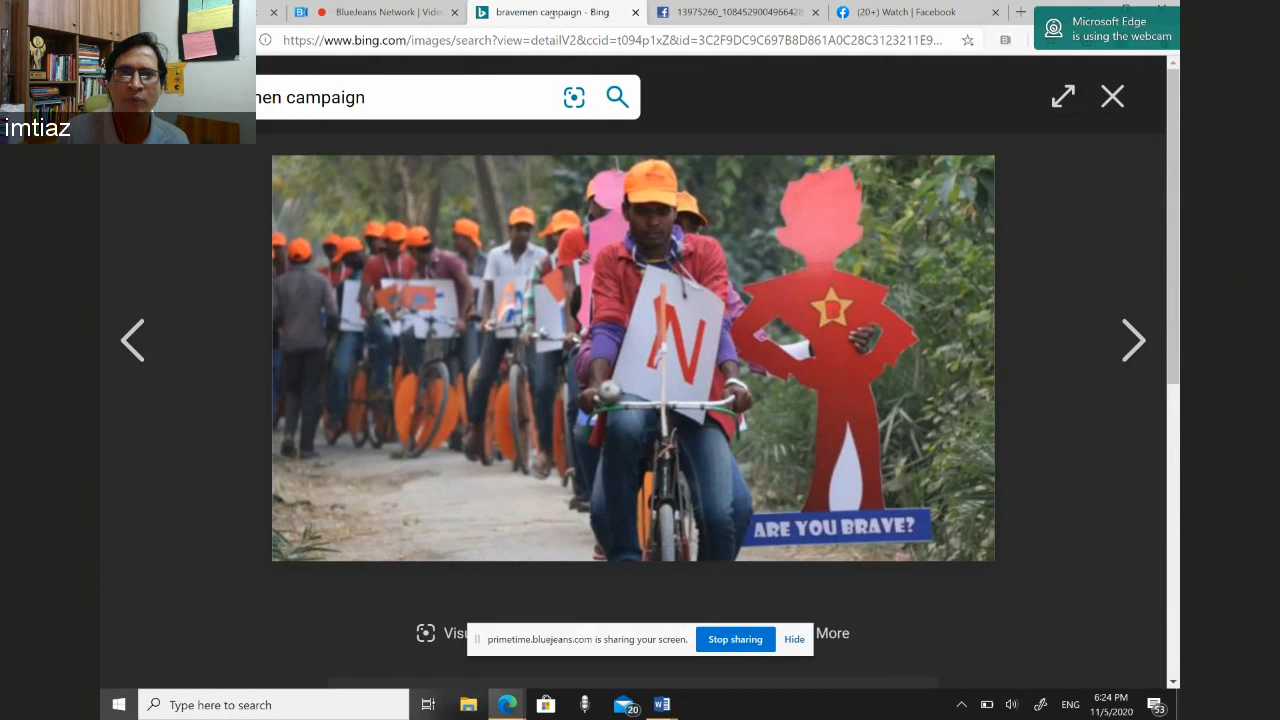 BlueJeans Network | Vide
bravemen campaign - Bing
13975260_1084529004966428
(20+) Watch | Facebook
Microsoft Edge
is using the webcam
https://www.bing.com/images/search?view=detailV2&ccid=t094p1xZ&id=3C2F9DC9C697B8D861A0C28C3123211E9...
men campaign
imtiaz
N
ARE YOU BRAVE?
primetime.bluejeans.com is sharing your screen.
Stop sharing
Hide
More
Type here to search
20
ENG
6:24 PM
11/5/2020
53